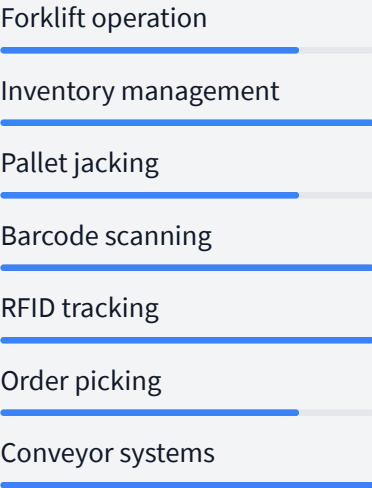 Forklift operation
Inventory management
Pallet jacking
Barcode scanning
RFID tracking
Order picking
Conveyor systems